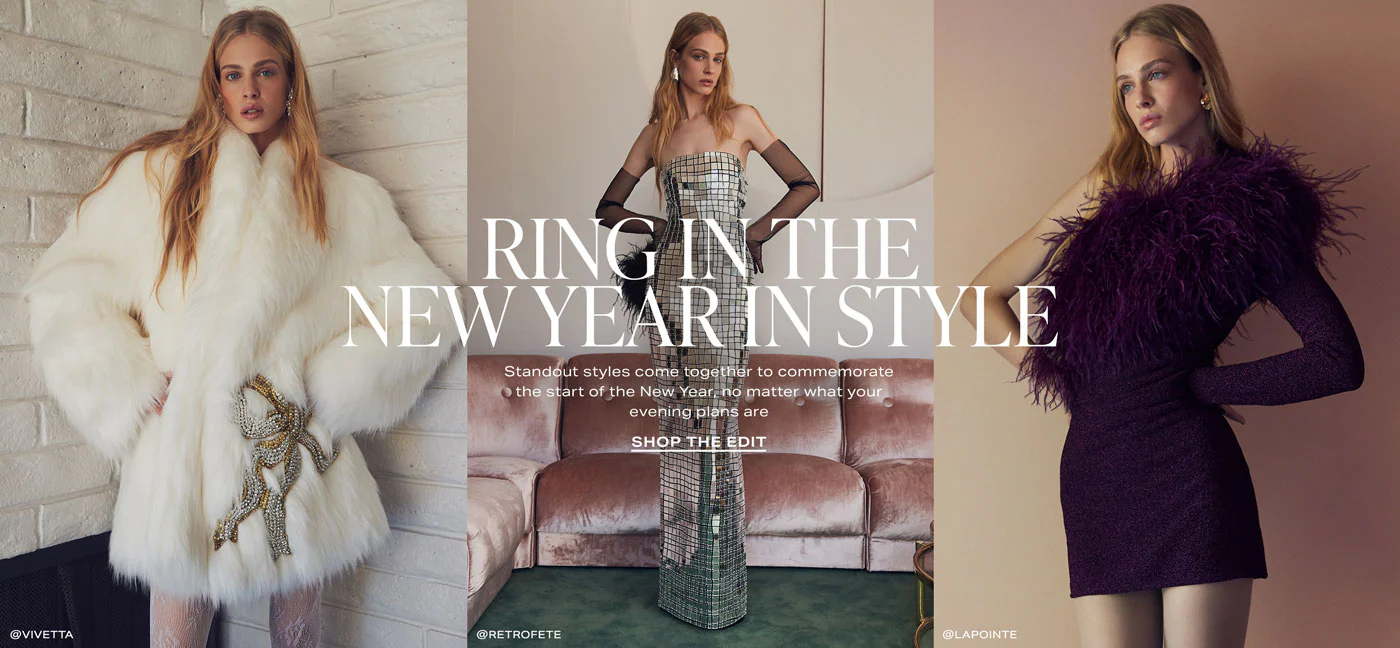 RING IN THE
NEW YEAR IN STYLE
Standout styles come together to commemorate
the start of the New Year, no matter what your
evening plans are
SHOP THE EDIT
@VIVETTA
@RETROFETE
@LAPOINTE